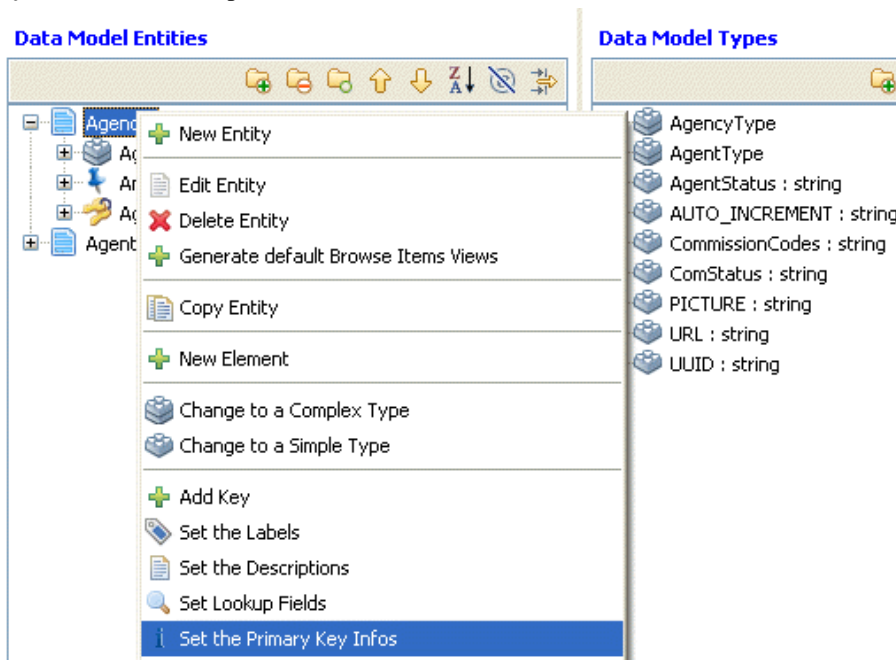 Data Model Entities
Data Model Types
New Entity
Edit Entity
Delete Entity
Generate default Browse Items Views
Copy Entity
New Element
Change to a Complex Type
Change to a Simple Type
Add Key
Set the Labels
Set the Descriptions
Set Lookup Fields
Set the Primary Key Infos
Agent
AgencyType
AgentType
AgentStatus : string
AUTO_INCREMENT : string
CommissionCodes : string
ComStatus : string
PICTURE : string
URL : string
UUID : string